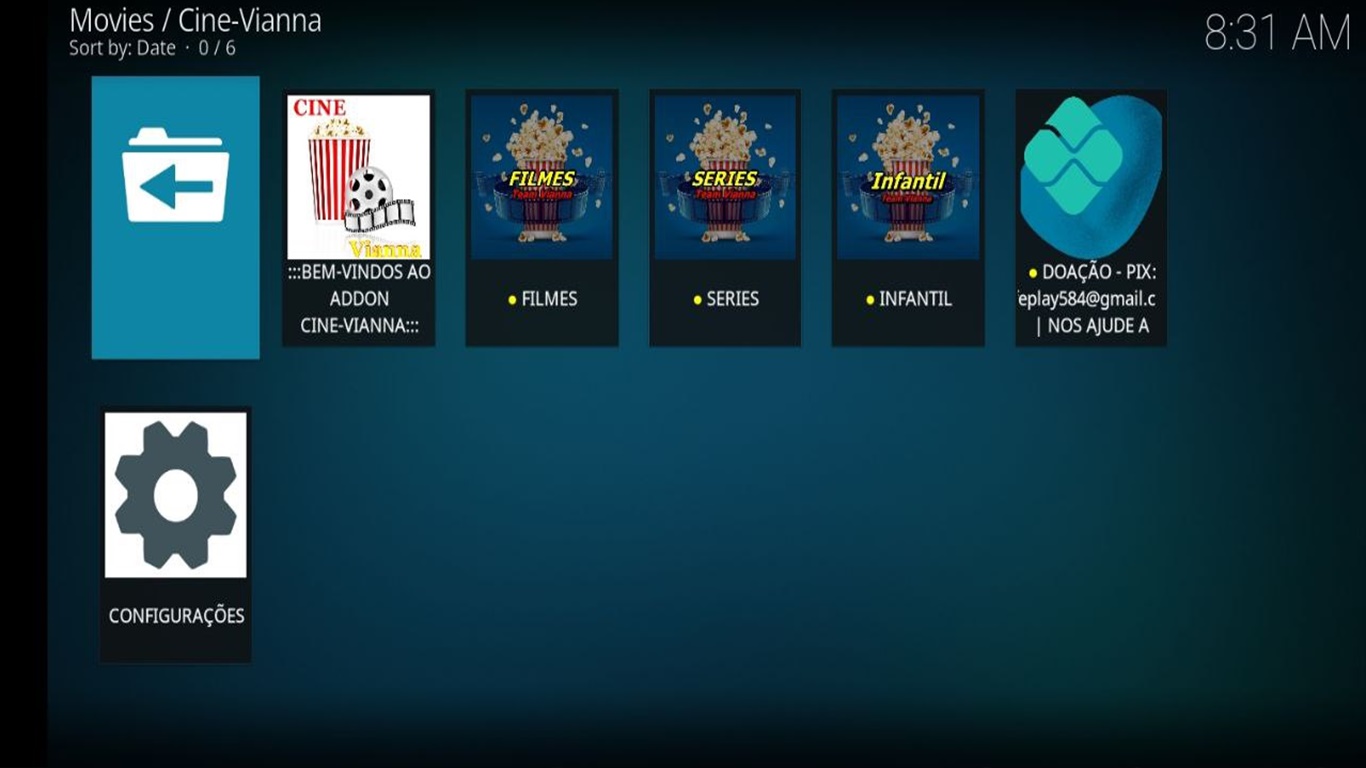 Movies / Cine-Vianna
8:31 AM
Sort by: Date · 0 / 6
CINE
Vianna
:::BEM-VINDOS AO
ADDON
CINE-VIANNA:::
FILMES
Team Vianna
• FILMES
SERIES
Team Vianna
• SERIES
Infantil
Team Vianna
• INFANTIL
• DOAÇÃO - PIX:
eplay584@gmail.c
| NOS AJUDE A
CONFIGURAÇÕES